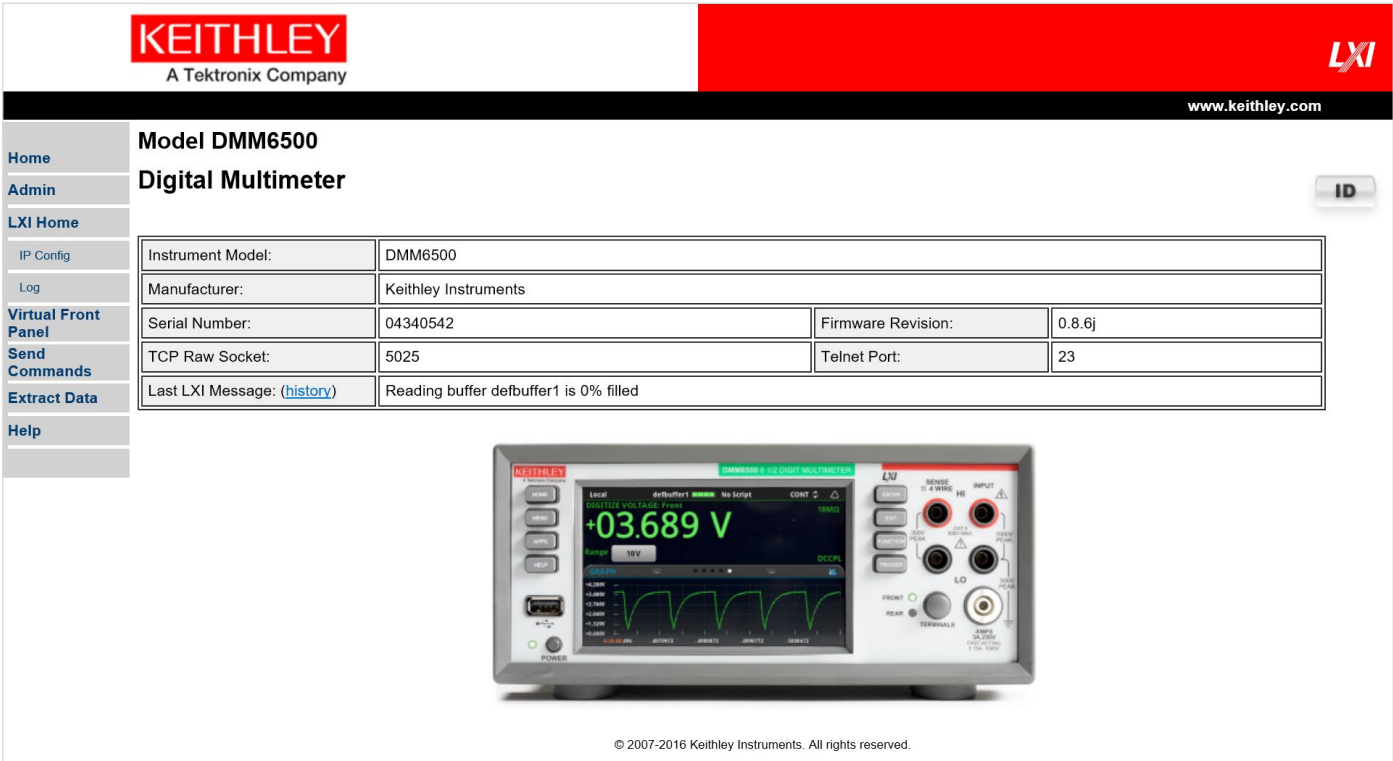 KEITHLEY
A Tektronix Company
LXI
www.keithley.com
Home
Admin
LXI Home
IP Config
Log
Virtual Front
Panel
Send
Commands
Extract Data
Help
Model DMM6500
Digital Multimeter
ID
Instrument Model: DMM6500
Manufacturer: Keithley Instruments
Serial Number: 04340542 Firmware Revision: 0.8.6j
TCP Raw Socket: 5025 Telnet Port: 23
Last LXI Message: (history) Reading buffer defbuffer1 is 0% filled
KEITHLEY
A Tektronix Company
DMM6500 6 1/2 DIGIT MULTIMETER
LXI
HOME
MENU
APPS
HELP
POWER
Local defbuffer1 No Script CONT
DIGITIZE VOLTAGE: Front 10MΩ
+03.689 V
Range 10V
DCCPL
GRAPH
ENTER
EXIT
FUNCTION
TRIGGER
SENSE
Ω 4 WIRE
INPUT
HI
LO
FRONT
REAR
TERMINALS
AMPS
© 2007-2016 Keithley Instruments. All rights reserved.